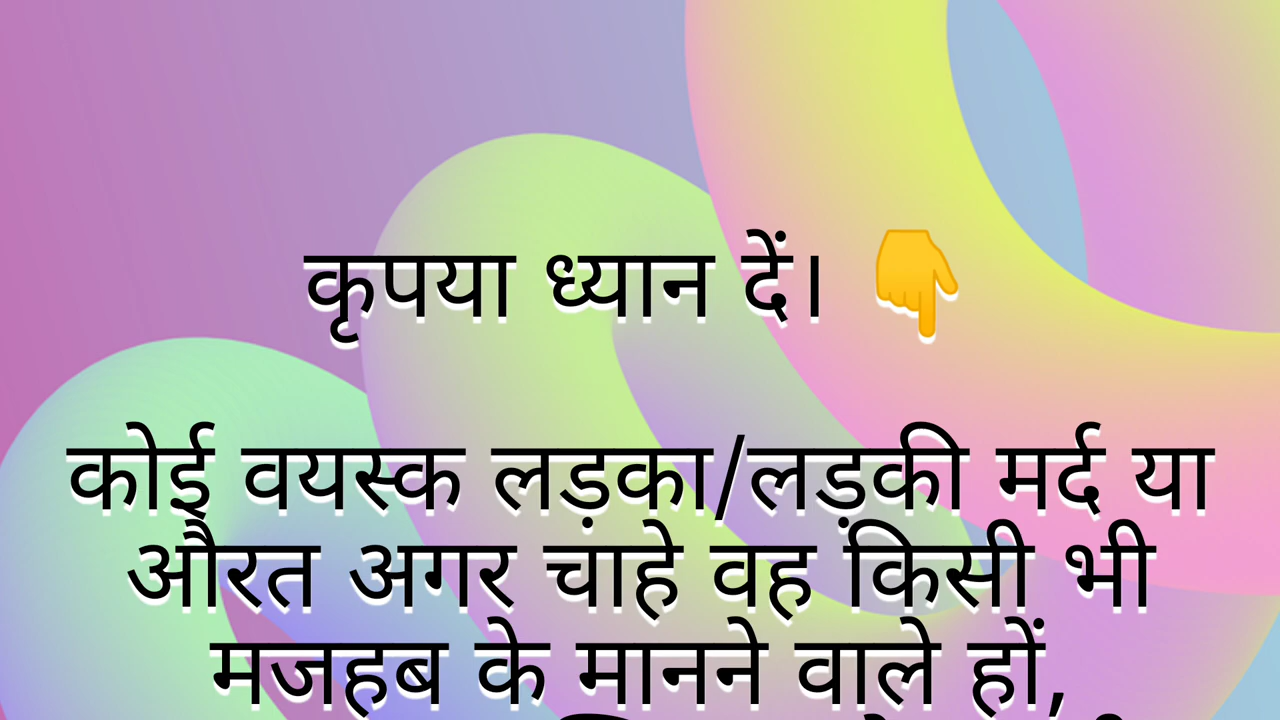 कृपया ध्यान दें। 👇
कोई वयस्क लड़का/लड़की मर्द या
औरत अगर चाहे वह किसी भी
मजहब के मानने वाले हों,